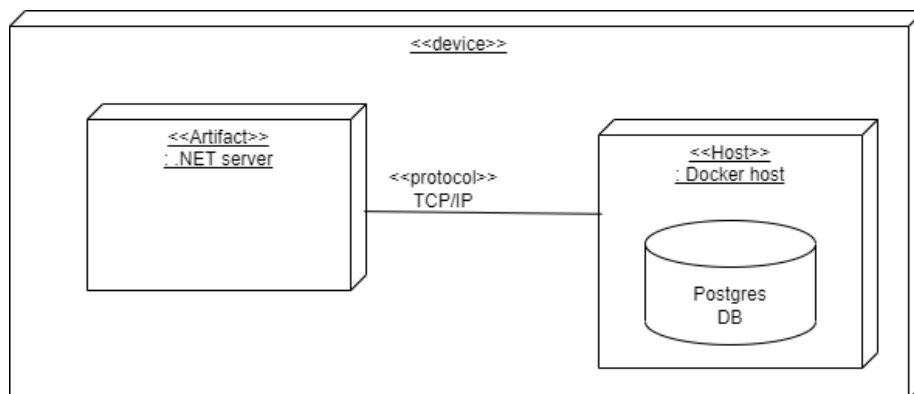 <<device>>
<<Artifact>>
: .NET server
<<protocol>>
TCP/IP
<<Host>>
: Docker host
Postgres
DB